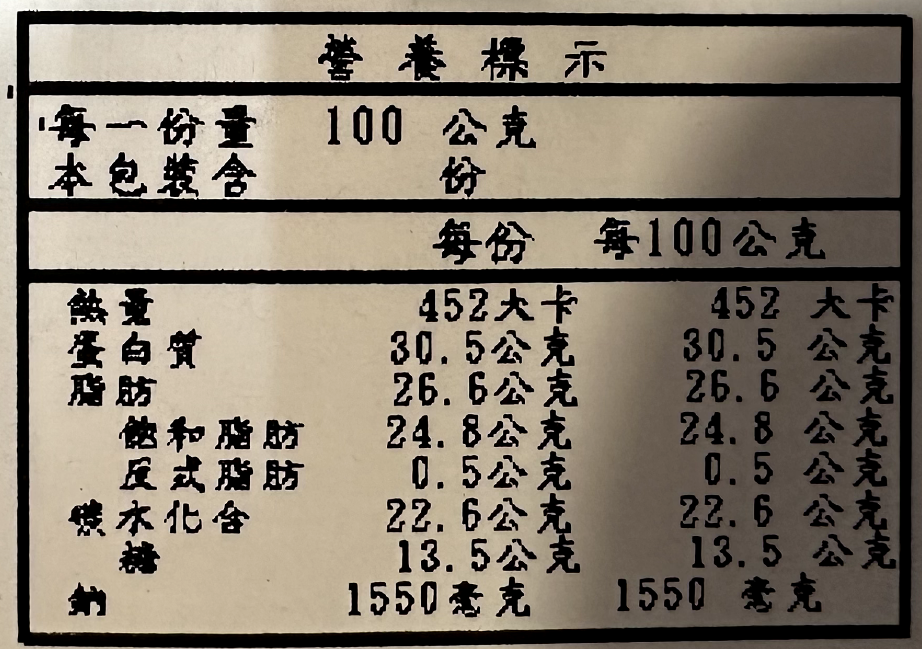 營養標示
每一份量 100 公克
本包裝含 份
每份 每100公克
熱量 452大卡 452 大卡
蛋白質 30.5公克 30.5 公克
脂肪 26.6公克 26.6 公克
飽和脂肪 24.8公克 24.8 公克
反式脂肪 0.5公克 0.5 公克
碳水化合 22.6公克 22.6 公克
糖 13.5公克 13.5 公克
鈉 1550毫克 1550 毫克